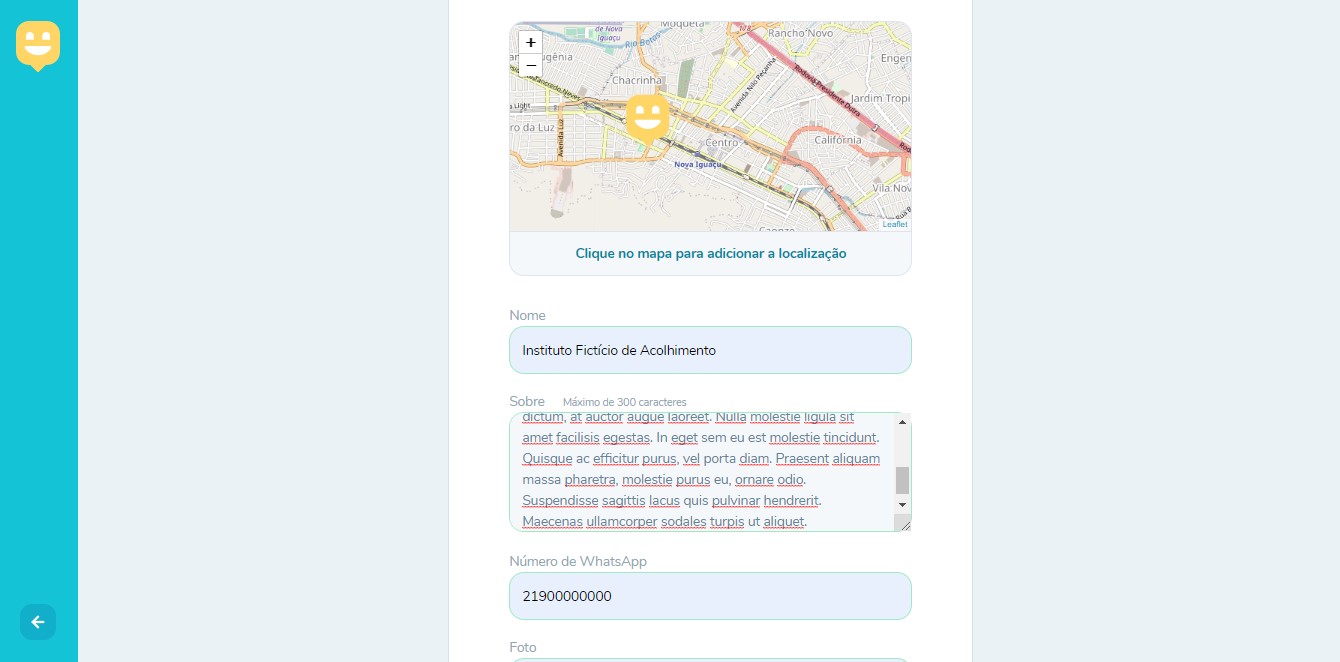 Moquetá
de Nova
Iguaçu
Rio Botas
Rancho Novo
+
−
Engen
Chacrinha
Avenida Nilo Peçanha
Rodovia Presidente Dutra
Jardim Tropi
a Light
ro da Luz
Avenida Luz
Centro
Califórnia
Nova Iguaçu
Vila Nov
Rua B
Caonze
Leaflet
Clique no mapa para adicionar a localização
Nome
Instituto Fictício de Acolhimento
Sobre Máximo de 300 caracteres
dictum, at auctor augue laoreet. Nulla molestie ligula sit
amet facilisis egestas. In eget sem eu est molestie tincidunt.
Quisque ac efficitur purus, vel porta diam. Praesent aliquam
massa pharetra, molestie purus eu, ornare odio.
Suspendisse sagittis lacus quis pulvinar hendrerit.
Maecenas ullamcorper sodales turpis ut aliquet.
Número de WhatsApp
21900000000
Foto